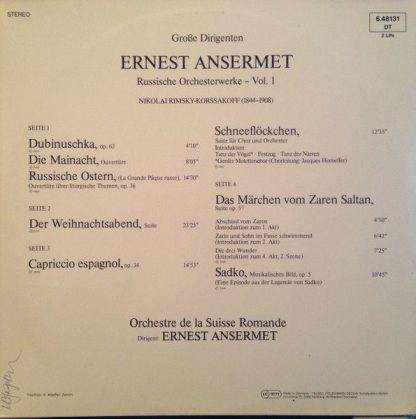 STEREO
6.48131
DT
2 LPs
Große Dirigenten
ERNEST ANSERMET
Russische Orchesterwerke – Vol. 1
NIKOLAI RIMSKY-KORSSAKOFF (1844–1908)
SEITE 1
Dubinuschka, op. 62 4'10"
Die Mainacht, Ouvertüre 8'05"
Russische Ostern, (La Grande Pâque russe), 14'30"
Ouvertüre über liturgische Themen, op. 36
SEITE 2
Der Weihnachtsabend, Suite 23'25"
SEITE 3
Capriccio espagnol, op. 34 14'53"
Schneeflöckchen, 12'35"
Suite für Chor und Orchester
Introduktion
Tanz der Vögel* · Festzug · Tanz der Narren
*Genfer Motettenchor (Chorleitung: Jacques Horneffer)
SEITE 4
Das Märchen vom Zaren Saltan,
Suite op. 57
Abschied vom Zaren 4'50"
(Introduktion zum 1. Akt)
Zarin und Sohn im Fasse schwimmend 6'43"
(Introduktion zum 2. Akt)
Die drei Wunder 7'25"
(Introduktion zum 4. Akt, 2. Szene)
Sadko, Musikalisches Bild, op. 5 10'45"
(Eine Episode aus der Legende von Sadko)
Orchestre de la Suisse Romande
Dirigent: ERNEST ANSERMET